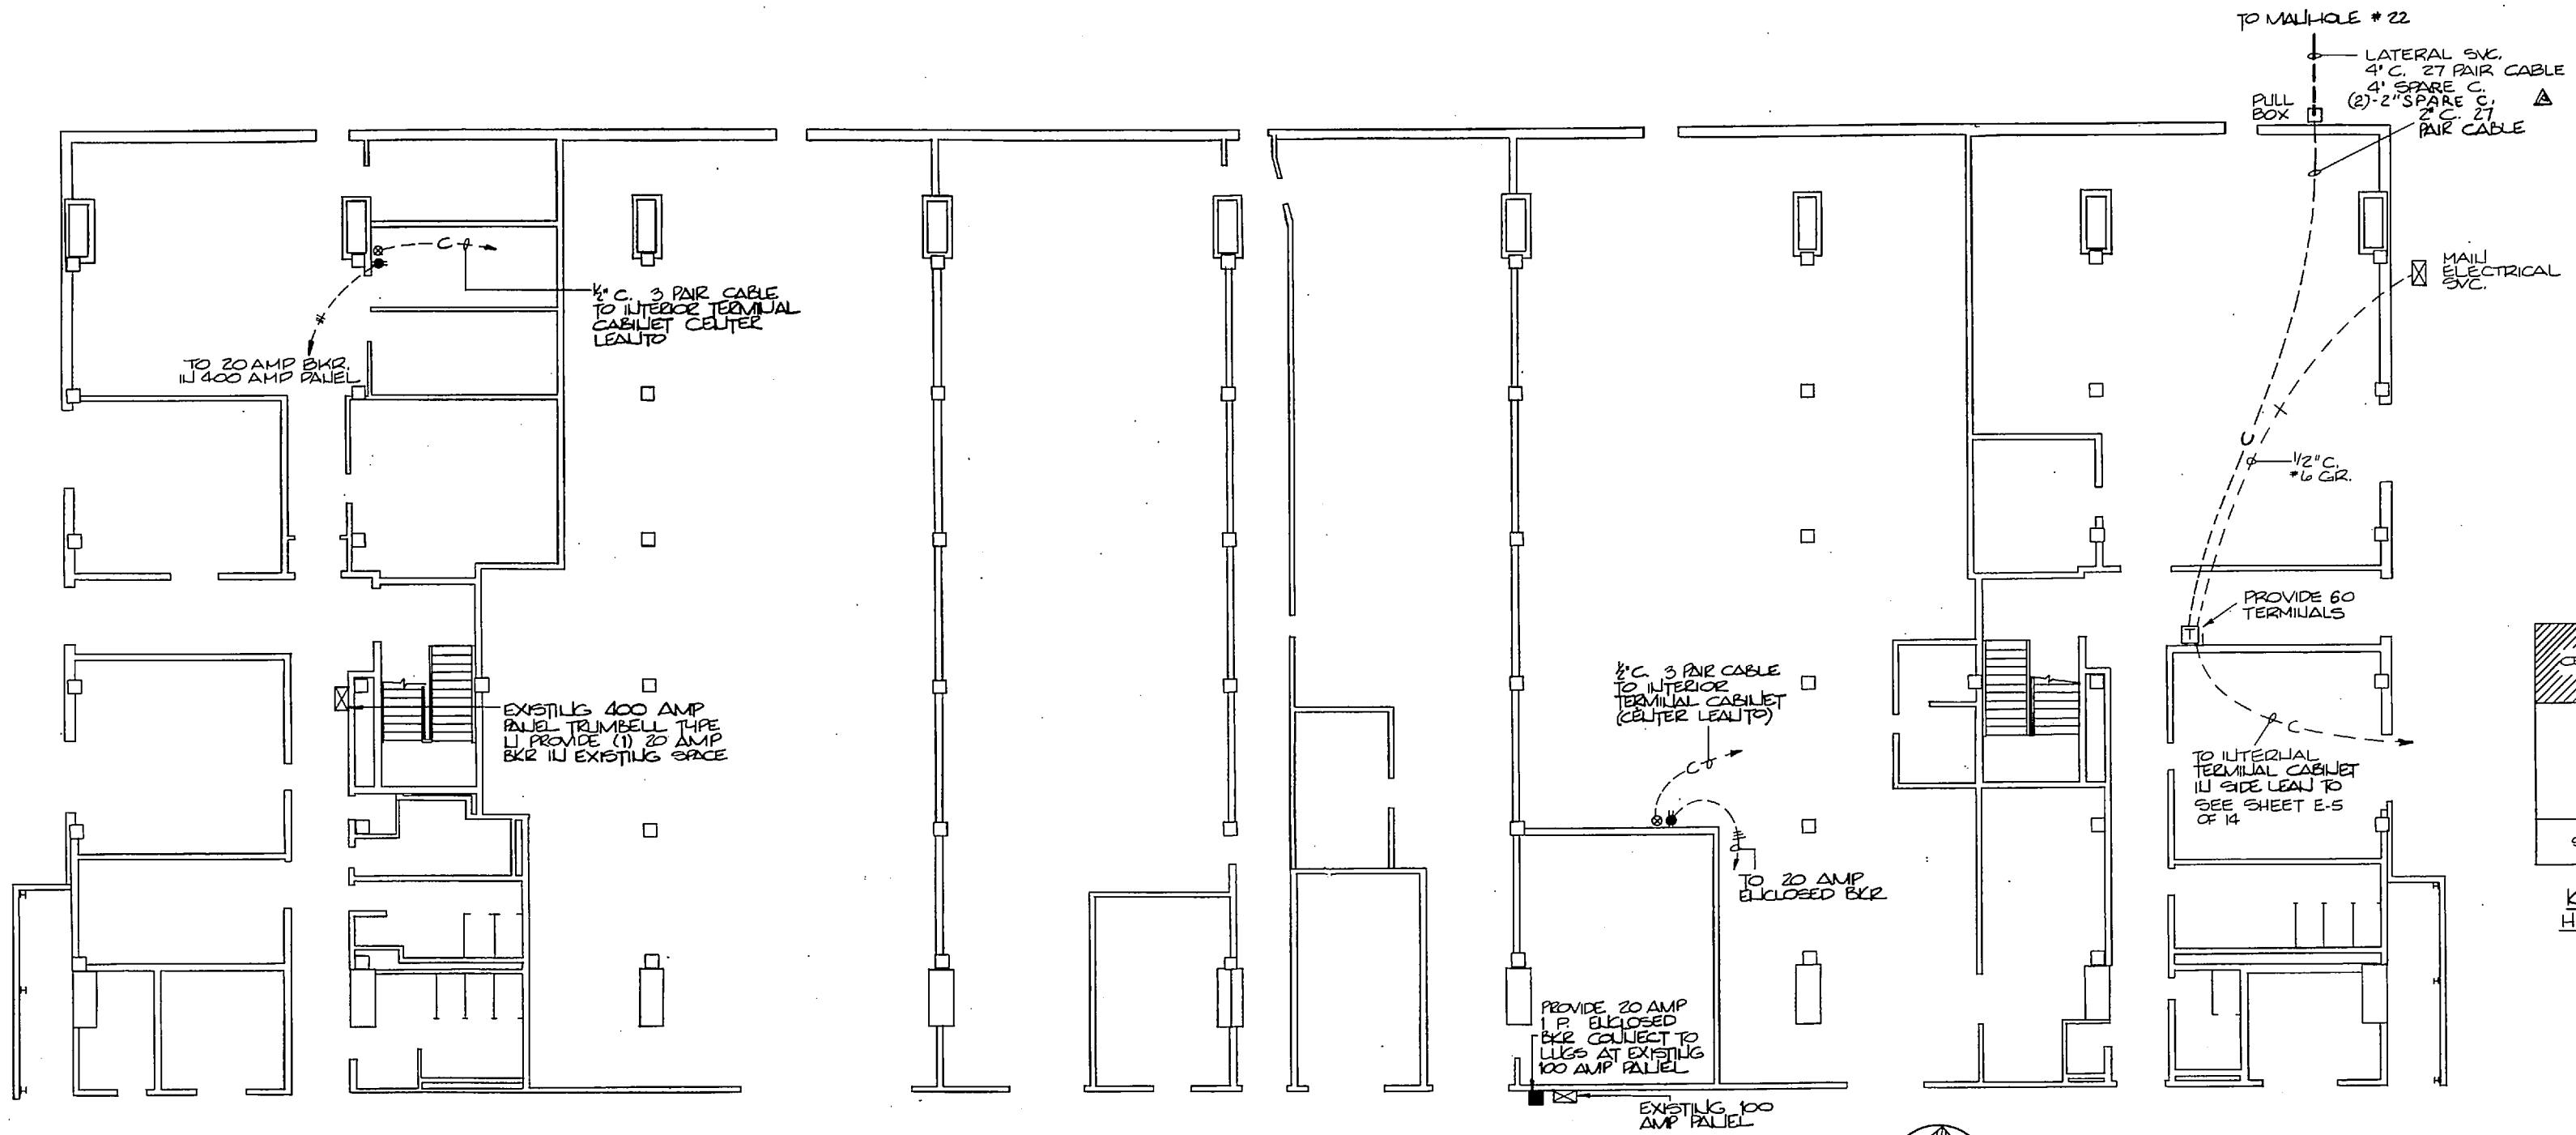 TO MANHOLE # 22
LATERAL SVC.
4" C. 27 PAIR CABLE
4" SPARE C.
(2)-2" SPARE C.
2" C. 27
PAIR CABLE
PULL
BOX
MAIN
ELECTRICAL
SVC.
½" C. 3 PAIR CABLE
TO INTERIOR TERMINAL
CABINET CENTER
LEANTO
C
TO 20 AMP BKR.
IN 400 AMP PANEL
U
1/2" C.
#6 GR.
PROVIDE 60
TERMINALS
T
C
TO INTERNAL
TERMINAL CABINET
IN SIDE LEAN TO
SEE SHEET E-5
OF 14
EXISTING 400 AMP
PANEL TRUMBELL TYPE
U PROVIDE (1) 20 AMP
BKR IN EXISTING SPACE
½" C. 3 PAIR CABLE
TO INTERIOR
TERMINAL CABINET
(CENTER LEANTO)
C
TO 20 AMP
ENCLOSED BKR
PROVIDE 20 AMP
1 P. ENCLOSED
BKR CONNECT TO
LUGS AT EXISTING
100 AMP PANEL
EXISTING 100
AMP PANEL